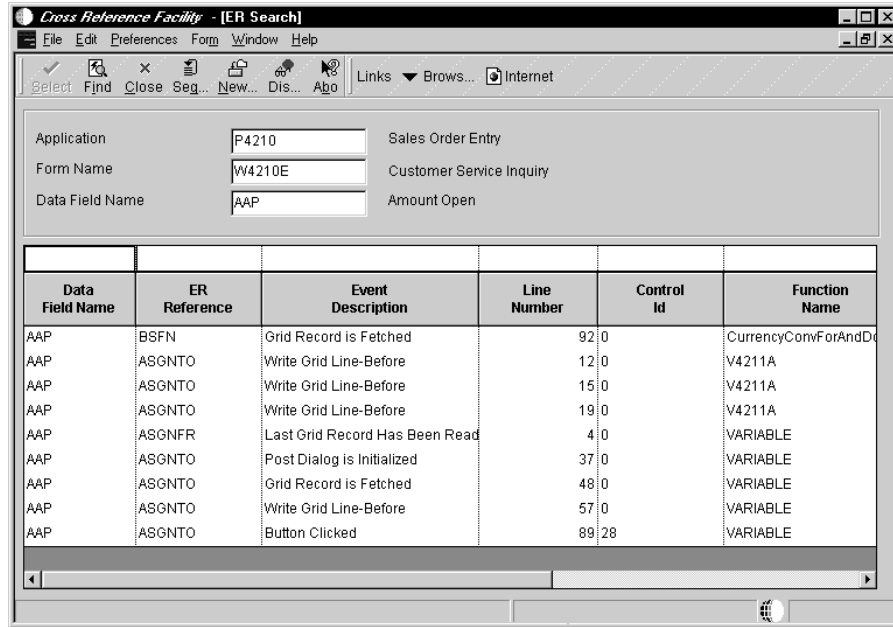 Cross Reference Facility - [ER Search]
File Edit Preferences Form Window Help
Select Find Close Seq... New... Dis... Abo Links Brows... Internet
Application P4210 Sales Order Entry
Form Name W4210E Customer Service Inquiry
Data Field Name AAP Amount Open
Data Field Name ER Reference Event Description Line Number Control Id Function Name
AAP BSFN Grid Record is Fetched 92 0 CurrencyConvForAndDo
AAP ASGNTO Write Grid Line-Before 12 0 V4211A
AAP ASGNTO Write Grid Line-Before 15 0 V4211A
AAP ASGNTO Write Grid Line-Before 19 0 V4211A
AAP ASGNFR Last Grid Record Has Been Read 4 0 VARIABLE
AAP ASGNTO Post Dialog is Initialized 37 0 VARIABLE
AAP ASGNTO Grid Record is Fetched 48 0 VARIABLE
AAP ASGNTO Write Grid Line-Before 57 0 VARIABLE
AAP ASGNTO Button Clicked 89 28 VARIABLE